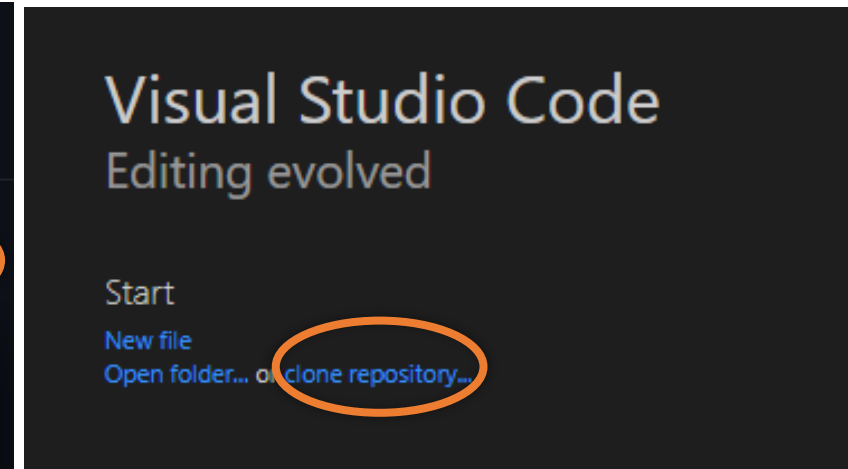 Visual Studio Code
Editing evolved
Start
New file
Open folder... or clone repository...